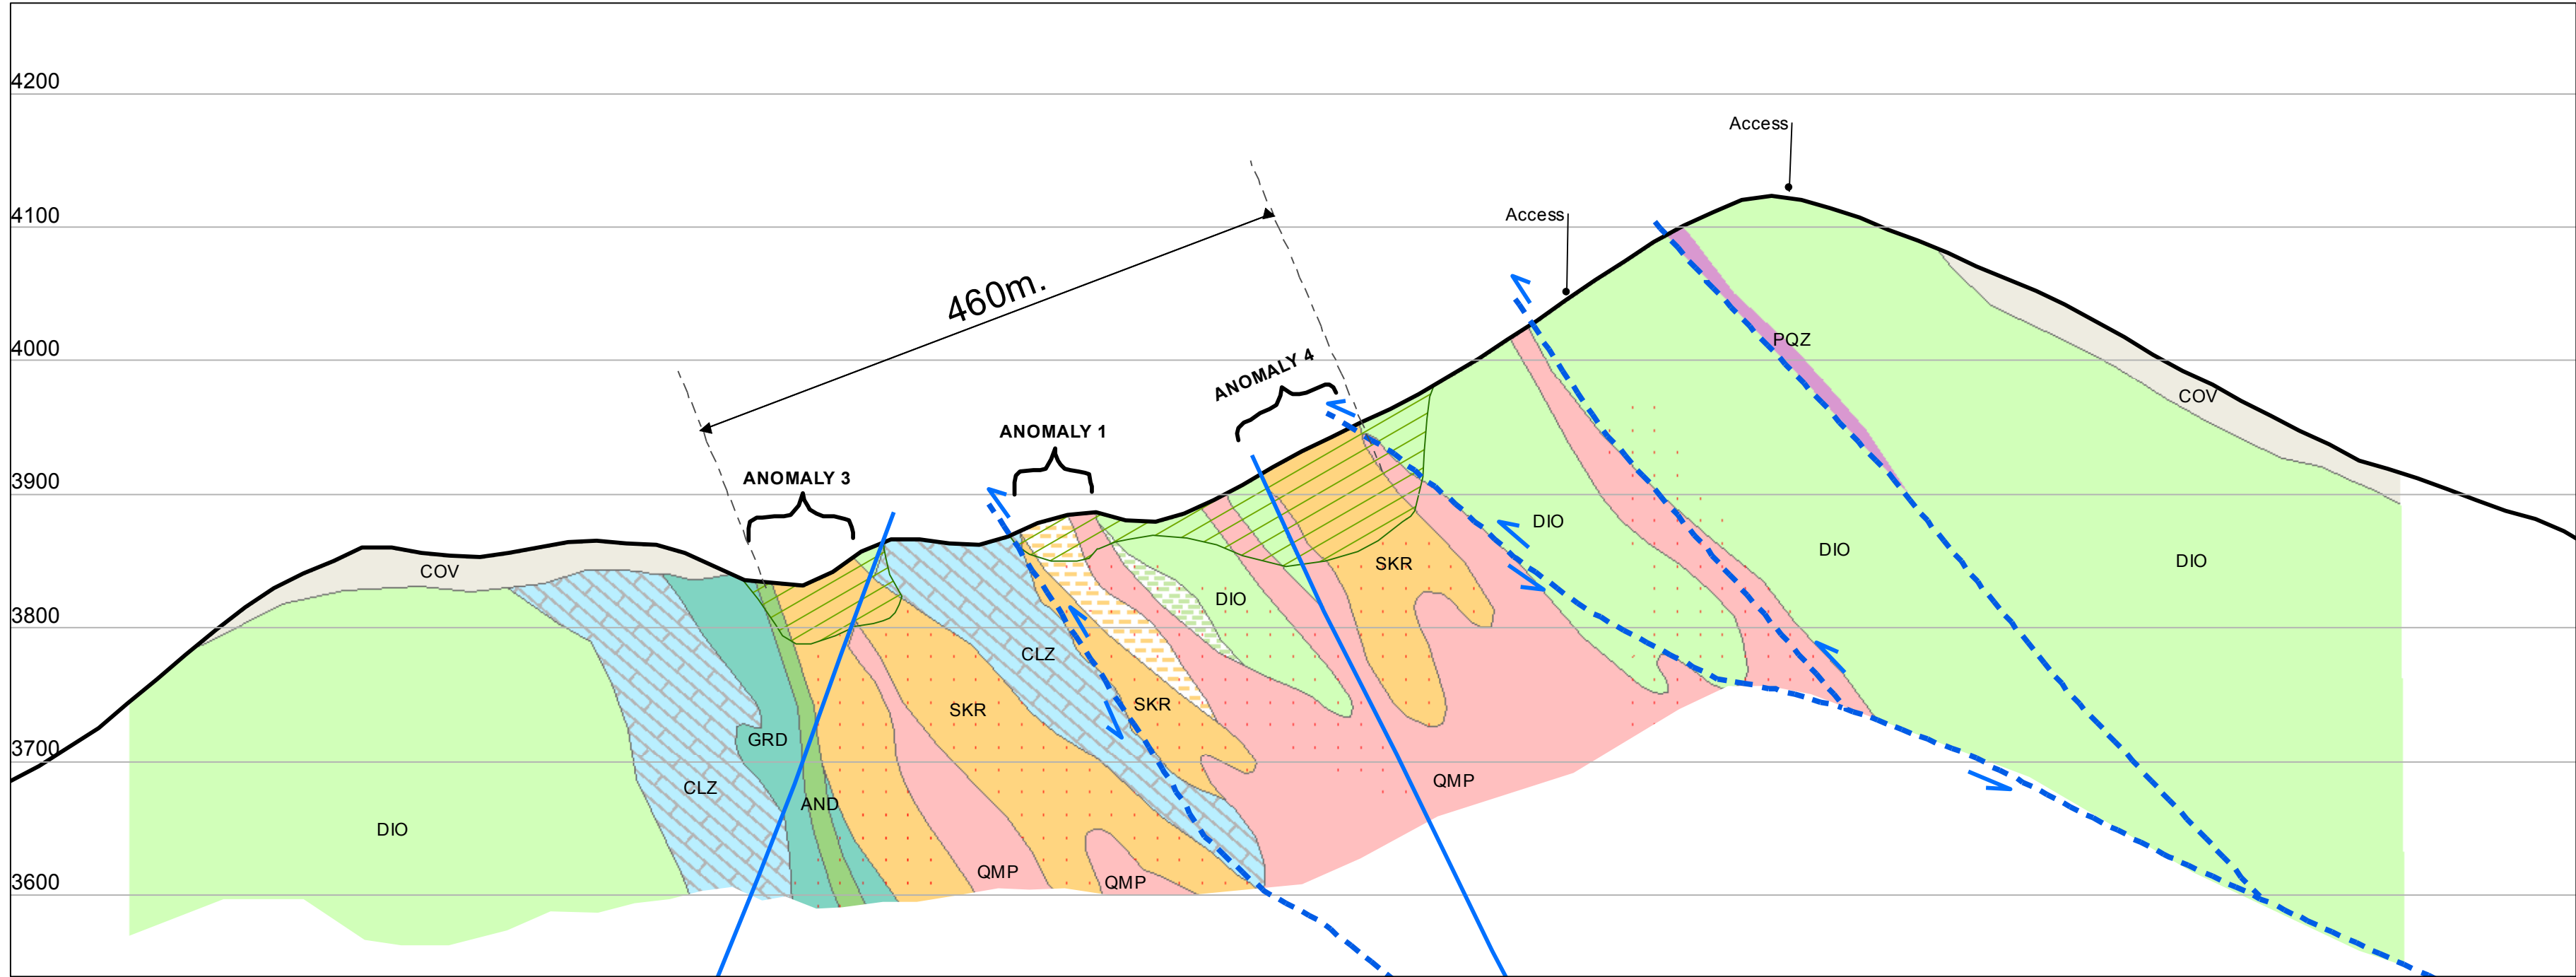 4200
Access
4100
Access
460m.
4000
PQZ
ANOMALY 4
COV
ANOMALY 1
ANOMALY 3
3900
DIO
DIO
SKR
DIO
COV
DIO
3800
CLZ
SKR
SKR
GRD
3700
QMP
CLZ
AND
DIO
QMP
QMP
3600